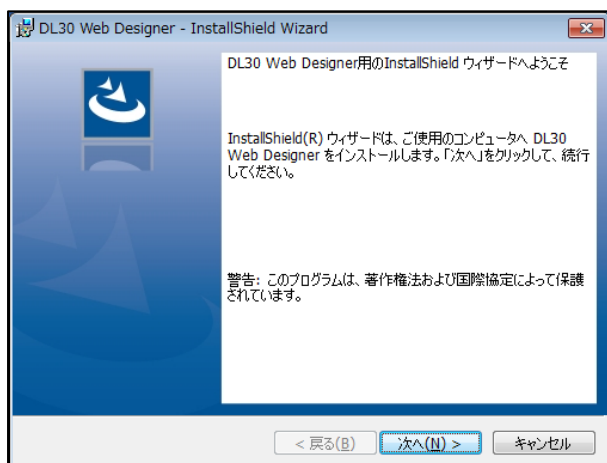 DL30 Web Designer - InstallShield Wizard
DL30 Web Designer用のInstallShield ウィザードへようこそ
InstallShield(R) ウィザードは、ご使用のコンピュータへ DL30
Web Designer をインストールします。「次へ」をクリックして、続行
してください。
警告: このプログラムは、著作権法および国際協定によって保護
されています。
< 戻る(B)
次へ(N) >
キャンセル